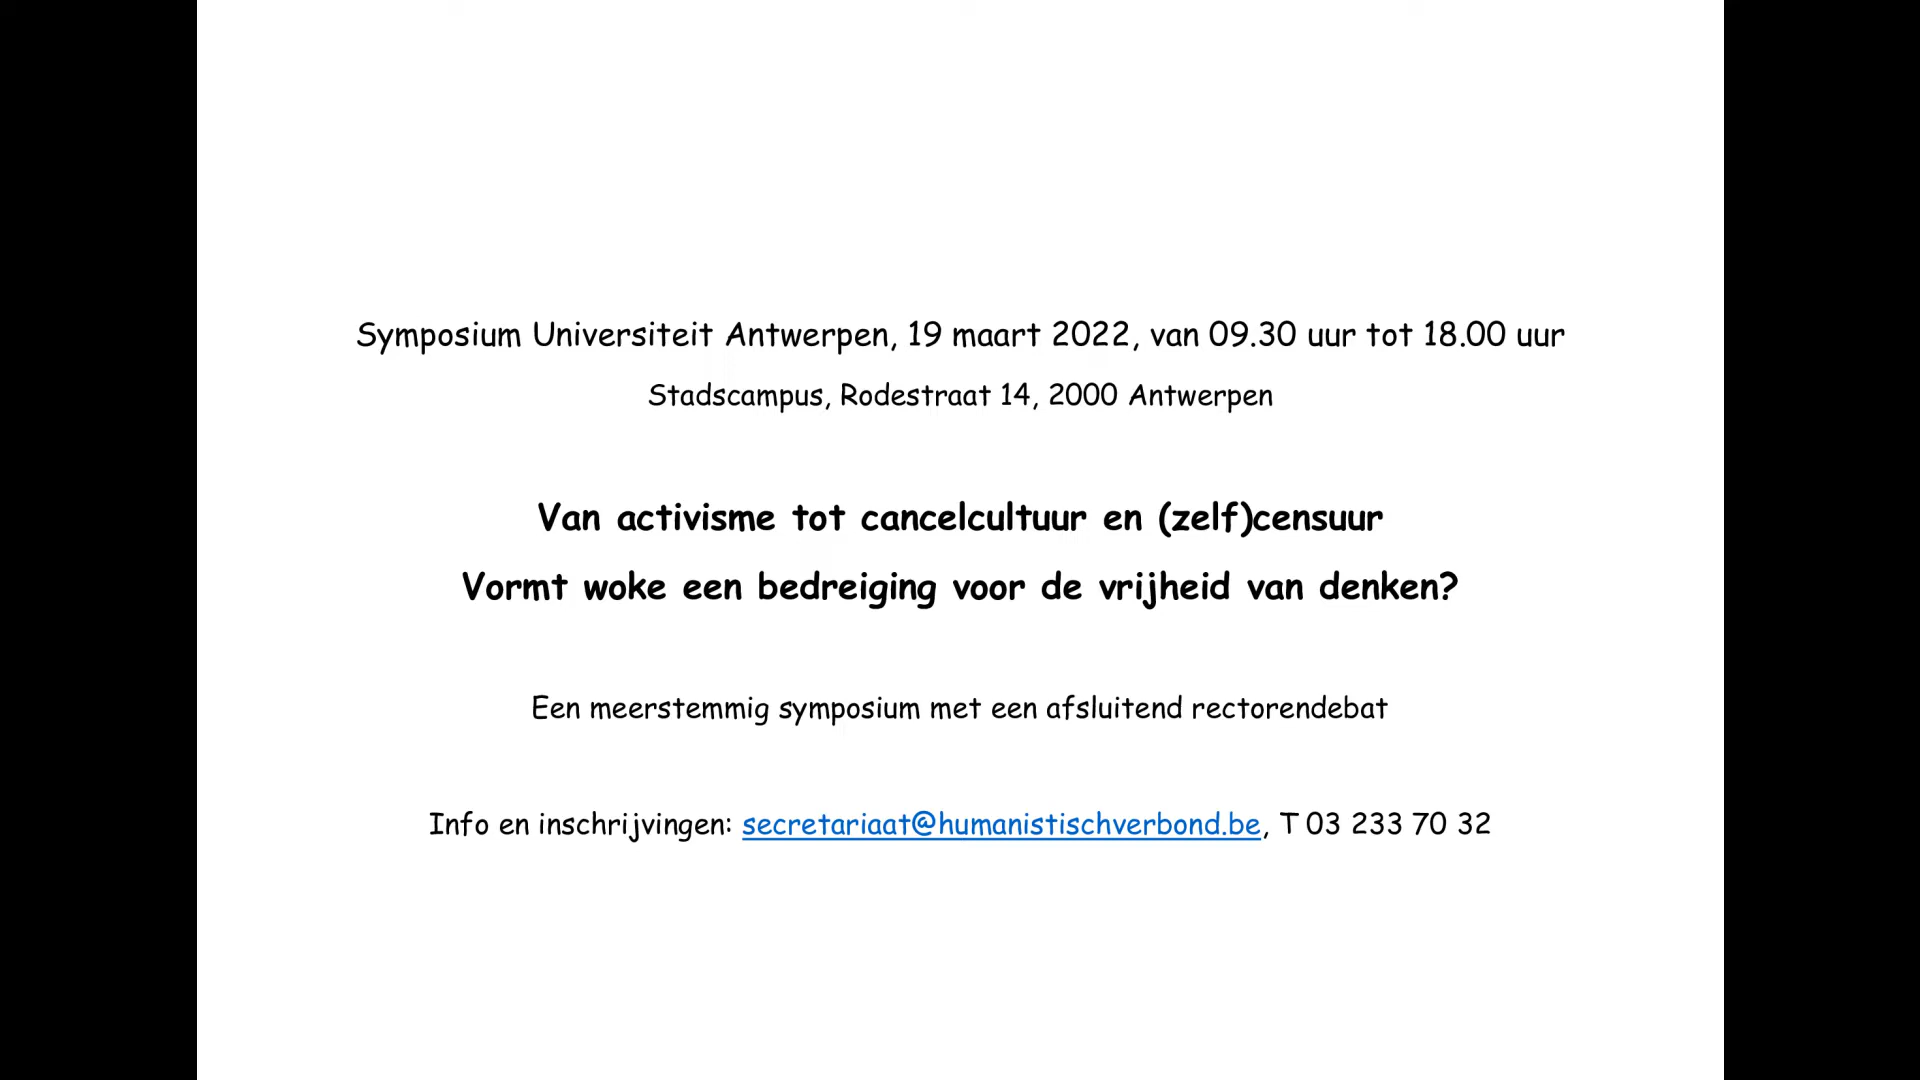 Symposium Universiteit Antwerpen, 19 maart 2022, van 09.30 uur tot 18.00 uur
Stadscampus, Rodestraat 14, 2000 Antwerpen
Van activisme tot cancelcultuur en (zelf)censuur
Vormt woke een bedreiging voor de vrijheid van denken?
Een meerstemmig symposium met een afsluitend rectorendebat
Info en inschrijvingen: secretariaat@humanistischverbond.be, T 03 233 70 32